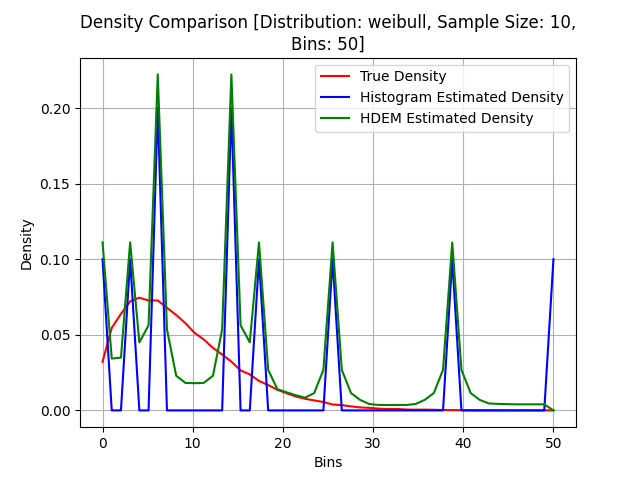 Density Comparison [Distribution: weibull, Sample Size: 10,
Bins: 50]
True Density
Histogram Estimated Density
HDEM Estimated Density
Density
0.20
0.15
0.10
0.05
0.00
0 10 20 30 40 50
Bins